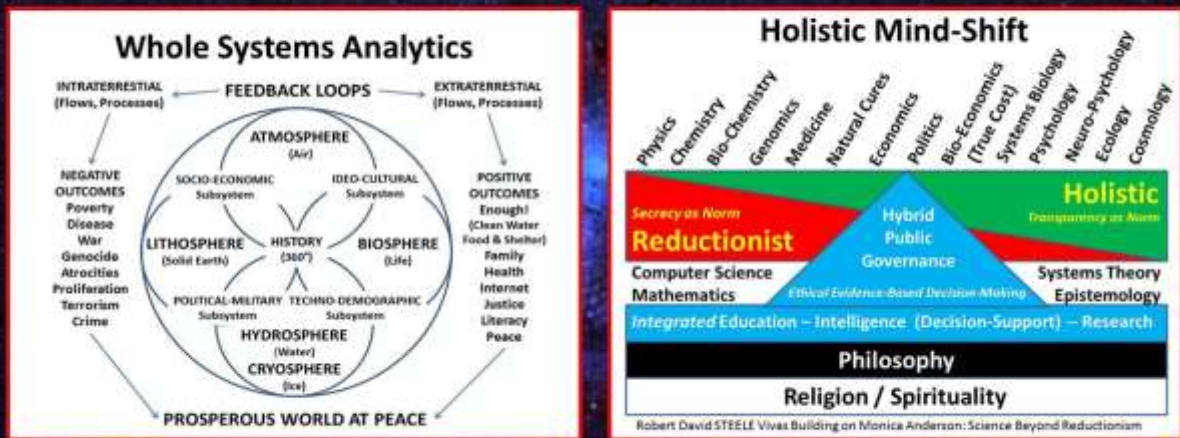 Whole Systems Analytics
INTRATERRESTIAL
(Flows, Processes)
FEEDBACK LOOPS
EXTRATERRESTIAL
(Flows, Processes)
ATMOSPHERE
(Air)
SOCIO-ECONOMIC
Subsystem
IDEO-CULTURAL
Subsystem
NEGATIVE
OUTCOMES
Poverty
Disease
War
Genocide
Atrocities
Proliferation
Terrorism
Crime
LITHOSPHERE
(Solid Earth)
HISTORY
(360°)
BIOSPHERE
(Life)
POSITIVE
OUTCOMES
Enough!
(Clean Water
Food & Shelter)
Family
Health
Internet
Justice
Literacy
Peace
POLITICAL-MILITARY
Subsystem
TECHNO-DEMOGRAPHIC
Subsystem
HYDROSPHERE
(Water)
CRYOSPHERE
(Ice)
PROSPEROUS WORLD AT PEACE
Holistic Mind-Shift
Physics
Chemistry
Bio-Chemistry
Genomics
Medicine
Natural Cures
Economics
Politics
Bio-Economics
(True Cost)
Systems Biology
Psychology
Neuro-Psychology
Ecology
Cosmology
Secrecy as Norm
Reductionist
Hybrid
Public
Governance
Holistic
Transparency as Norm
Computer Science
Mathematics
Ethical Evidence-Based Decision-Making
Systems Theory
Epistemology
Integrated Education – Intelligence (Decision-Support) – Research
Philosophy
Religion / Spirituality
Robert David STEELE Vivas Building on Monica Anderson: Science Beyond Reductionism